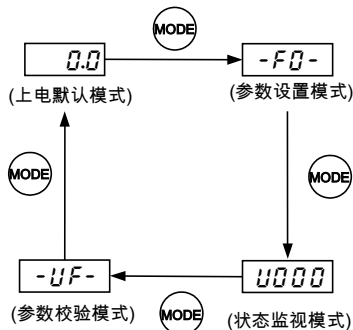 MODE
0.0
-F0-
(上电默认模式)
(参数设置模式)
MODE
MODE
-UF-
U000
(参数校验模式)
MODE
(状态监视模式)